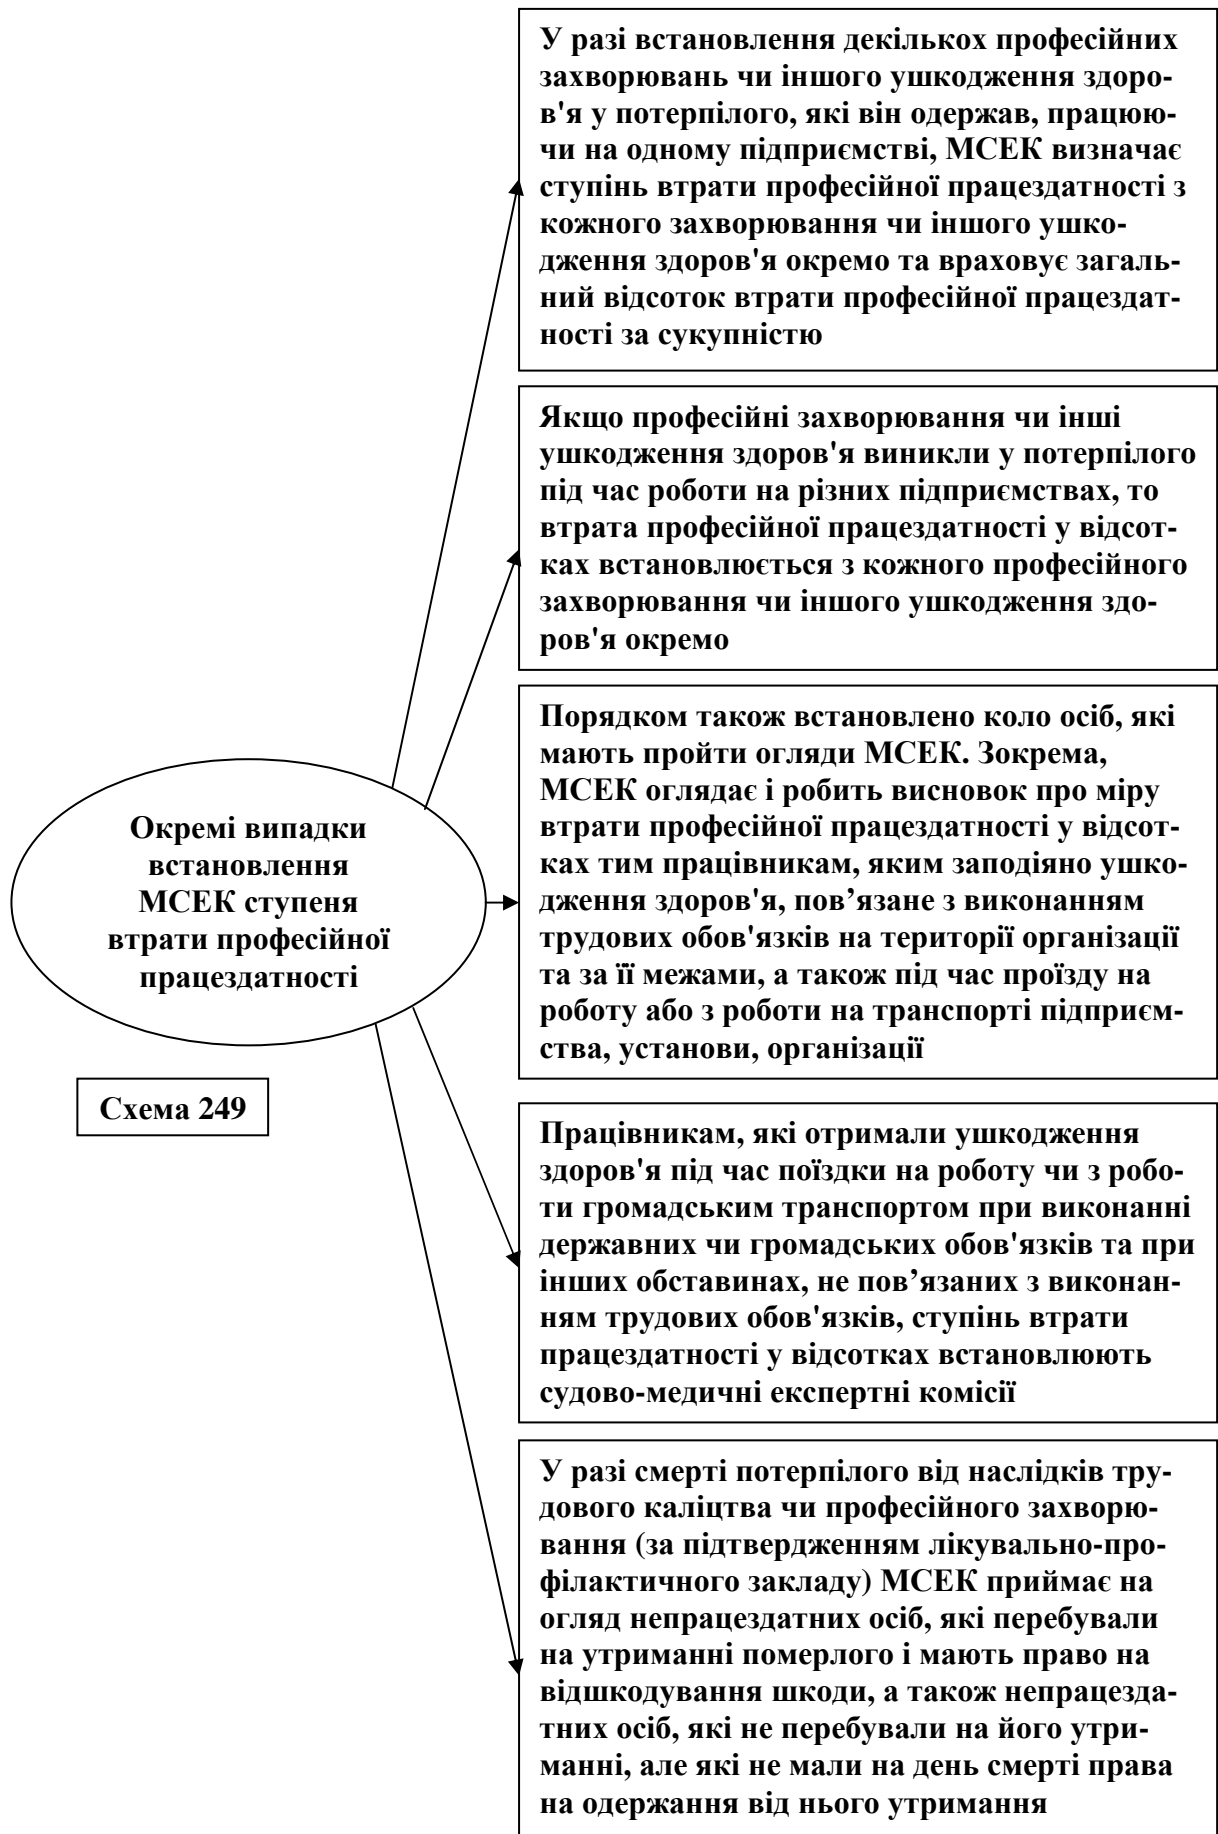 У разі встановлення декількох професійних
захворювань чи іншого ушкодження здоро-
в'я у потерпілого, які він одержав, працюю-
чи на одному підприємстві, МСЕК визначає
ступінь втрати професійної працездатності з
кожного захворювання чи іншого ушко-
дження здоров'я окремо та враховує загаль-
ний відсоток втрати професійної працездат-
ності за сукупністю
Якщо професійні захворювання чи інші
ушкодження здоров'я виникли у потерпілого
під час роботи на різних підприємствах, то
втрата професійної працездатності у відсот-
ках встановлюється з кожного професійного
захворювання чи іншого ушкодження здо-
ров'я окремо
Порядком також встановлено коло осіб, які
мають пройти огляди МСЕК. Зокрема,
МСЕК оглядає і робить висновок про міру
втрати професійної працездатності у відсот-
ках тим працівникам, яким заподіяно ушко-
дження здоров'я, пов’язане з виконанням
трудових обов'язків на території організації
та за її межами, а також під час проїзду на
роботу або з роботи на транспорті підприєм-
ства, установи, організації
Окремі випадки
встановлення
МСЕК ступеня
втрати професійної
працездатності
Схема 249
Працівникам, які отримали ушкодження
здоров'я під час поїздки на роботу чи з робо-
ти громадським транспортом при виконанні
державних чи громадських обов'язків та при
інших обставинах, не пов’язаних з виконан-
ням трудових обов'язків, ступінь втрати
працездатності у відсотках встановлюють
судово-медичні експертні комісії
У разі смерті потерпілого від наслідків тру-
дового каліцтва чи професійного захворю-
вання (за підтвердженням лікувально-про-
філактичного закладу) МСЕК приймає на
огляд непрацездатних осіб, які перебували
на утриманні померлого і мають право на
відшкодування шкоди, а також непрацезда-
тних осіб, які не перебували на його утри-
манні, але які не мали на день смерті права
на одержання від нього утримання